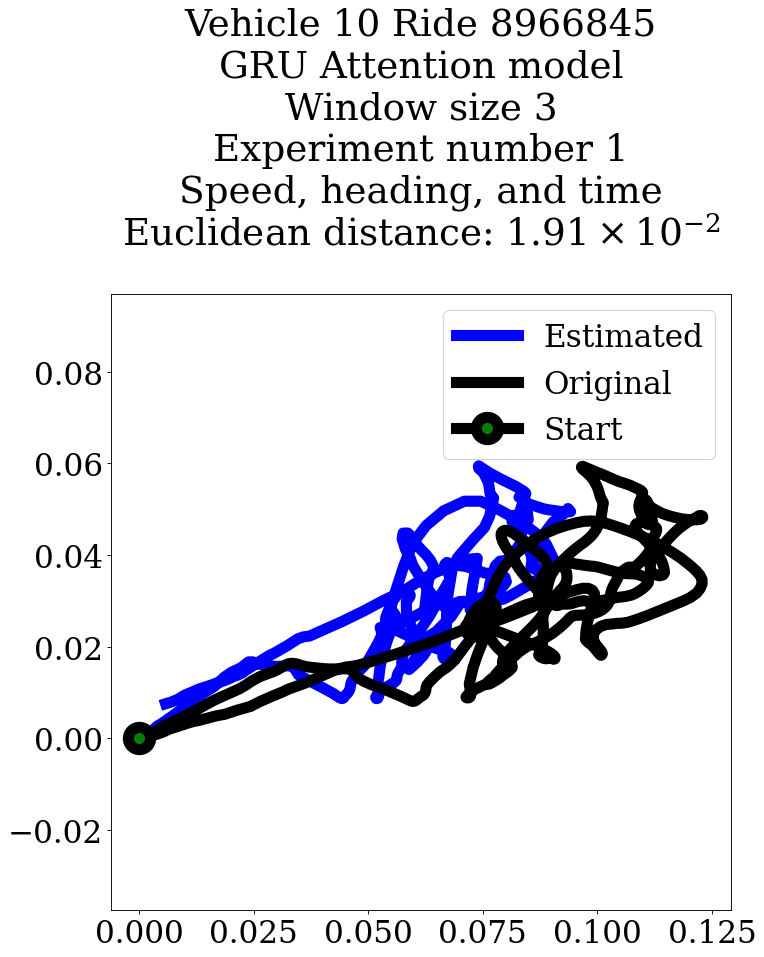 Vehicle 10 Ride 8966845
GRU Attention model
Window size 3
Experiment number 1
Speed, heading, and time
Euclidean distance: 1.91 × 10⁻²
Estimated
Original
Start
0.08
0.06
0.04
0.02
0.00
−0.02
0.000 0.025 0.050 0.075 0.100 0.125